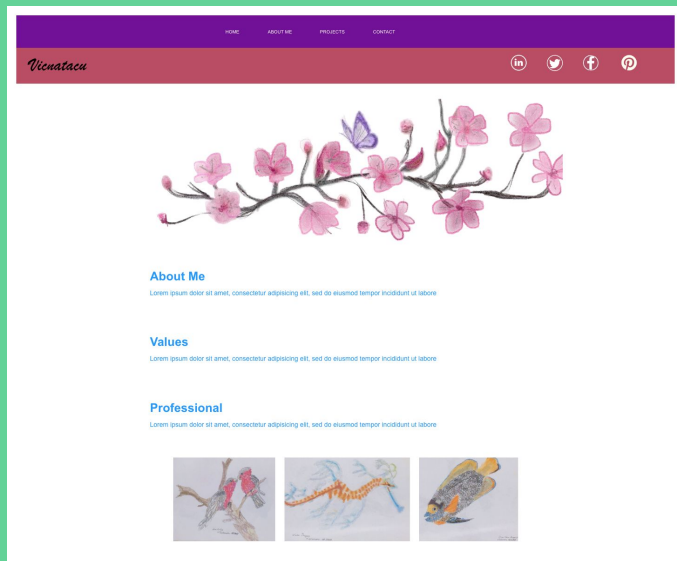 HOME ABOUT ME PROJECTS CONTACT
Vicnatacu
About Me
Lorem ipsum dolor sit amet, consectetur adipisicing elit, sed do eiusmod tempor incididunt ut labore
Values
Lorem ipsum dolor sit amet, consectetur adipisicing elit, sed do eiusmod tempor incididunt ut labore
Professional
Lorem ipsum dolor sit amet, consectetur adipisicing elit, sed do eiusmod tempor incididunt ut labore